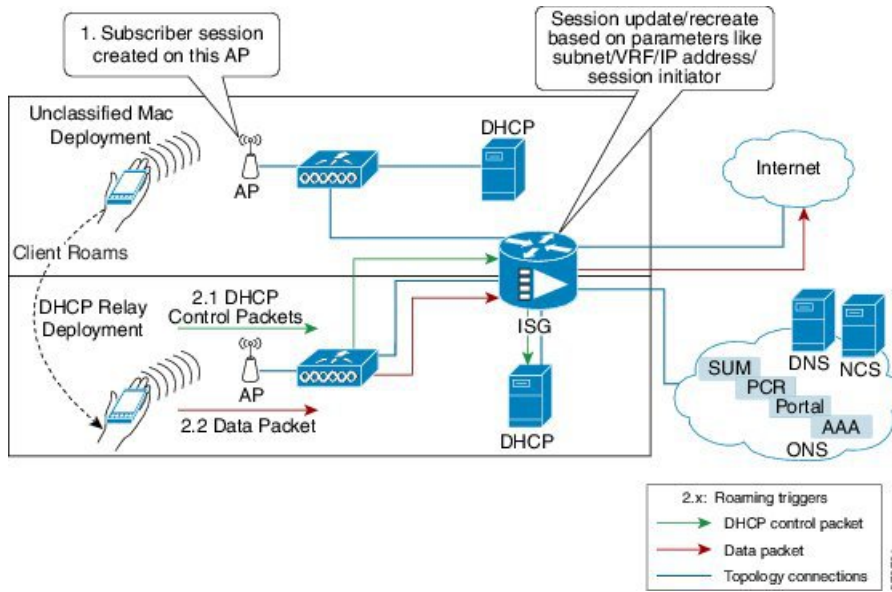 1. Subscriber session
created on this AP
Session update/recreate
based on parameters like
subnet/VRF/IP address/
session initiator
Unclassified Mac
Deployment
AP
DHCP
Internet
Client Roams
DHCP Relay
Deployment
2.1 DHCP
Control Packets
AP
2.2 Data Packet
ISG
DHCP
DNS
NCS
SUM
PCR
Portal
AAA
ONS
2.x: Roaming triggers
DHCP control packet
Data packet
Topology connections